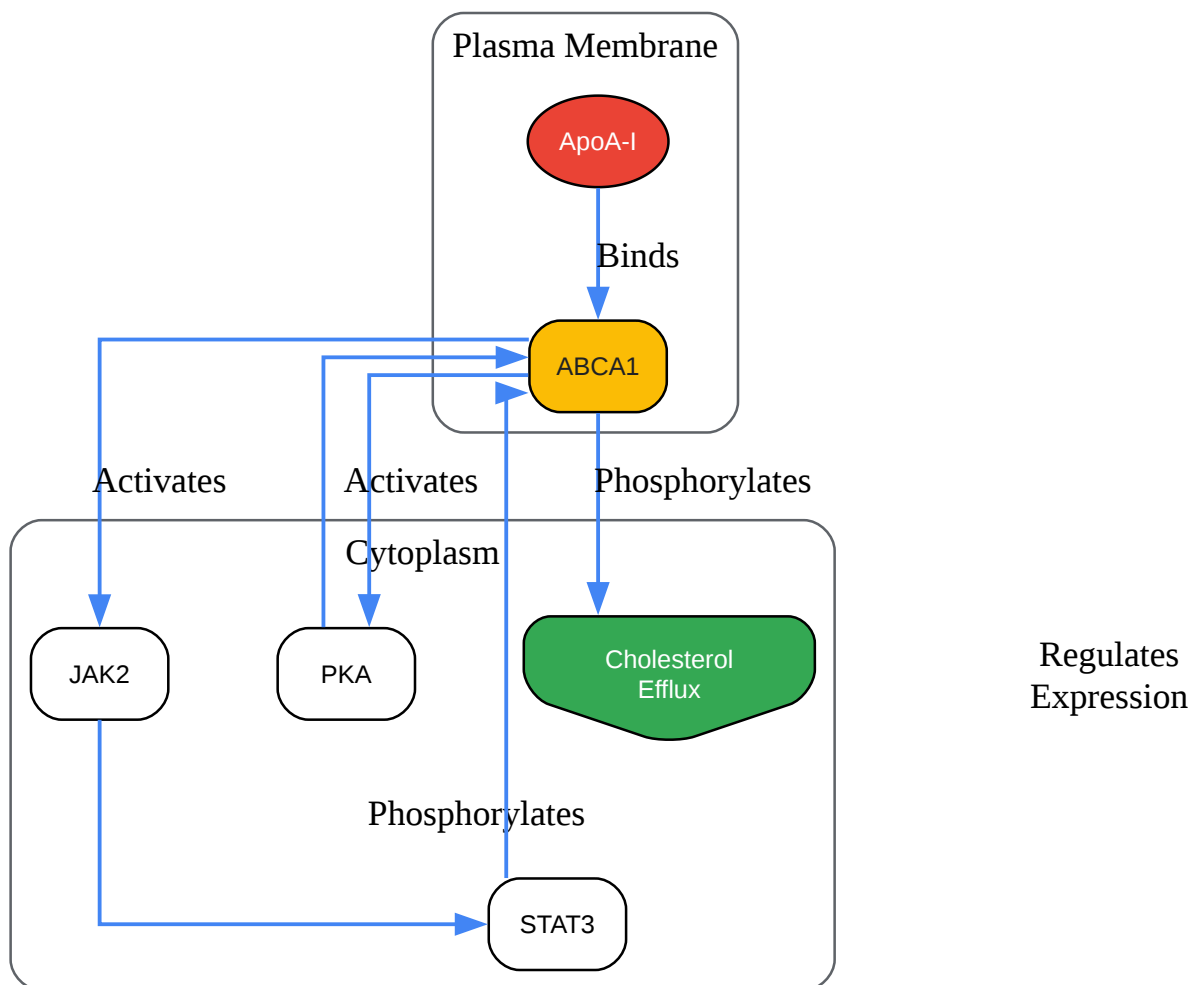 Plasma Membrane
ApoA-I
Binds
ABCA1
Activates
Activates
Phosphorylates
Cytoplasm
JAK2
PKA
Cholesterol
Efflux
Regulates
Expression
Phosphorylates
STAT3